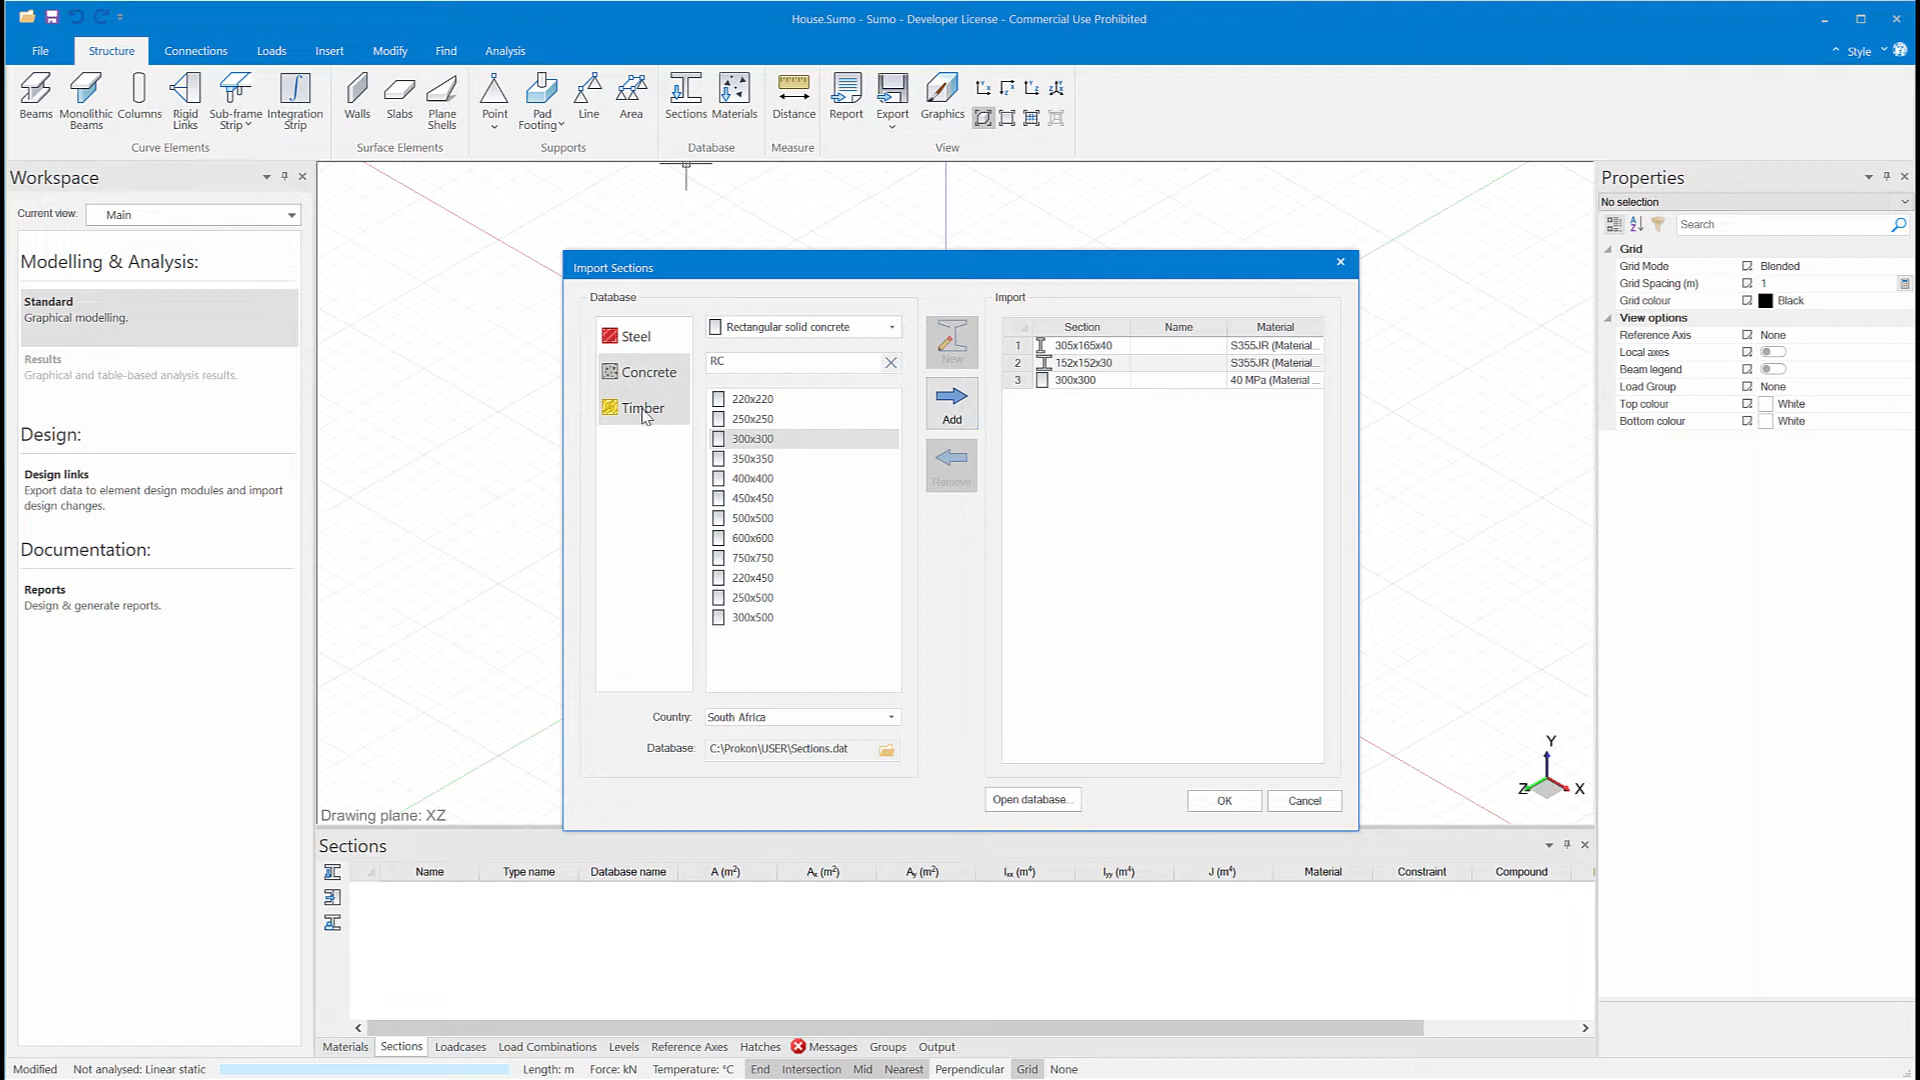 House.Sumo - Sumo - Developer License - Commercial Use Prohibited
File Structure Connections Loads Insert Modify Find Analysis Style
Beams Monolithic Beams Columns Rigid Links Sub-frame Strip Integration Strip Walls Slabs Plane Shells Point Pad Footing Line Area Sections Materials Distance Report Export Graphics
Curve Elements Surface Elements Supports Database Measure View
Workspace
Current view: Main
Modelling & Analysis:
Standard
Graphical modelling.
Results
Graphical and table-based analysis results.
Design:
Design links
Export data to element design modules and import
design changes.
Documentation:
Reports
Design & generate reports.
Import Sections
Database
Steel
Concrete
Timber
Rectangular solid concrete
RC
220x220
250x250
300x300
350x350
400x400
450x450
500x500
600x600
750x750
220x450
250x500
300x500
Country: South Africa
Database: C:\Prokon\USER\Sections.dat
New
Add
Remove
Import
Section Name Material
1 305x165x40 S355JR (Material...
2 152x152x30 S355JR (Material...
3 300x300 40 MPa (Material ...
Open database... OK Cancel
Y
Z X
Drawing plane: XZ
Properties
No selection
Search
Grid
Grid Mode Blended
Grid Spacing (m) 1
Grid colour Black
View options
Reference Axis None
Local axes
Beam legend
Load Group None
Top colour White
Bottom colour White
Sections
Name Type name Database name A (m²) Aₓ (m²) Aᵧ (m²) Iₓₓ (m⁴) Iᵧᵧ (m⁴) J (m⁴) Material Constraint Compound
Materials Sections Loadcases Load Combinations Levels Reference Axes Hatches Messages Groups Output
Modified Not analysed: Linear static Length: m Force: kN Temperature: °C End Intersection Mid Nearest Perpendicular Grid None